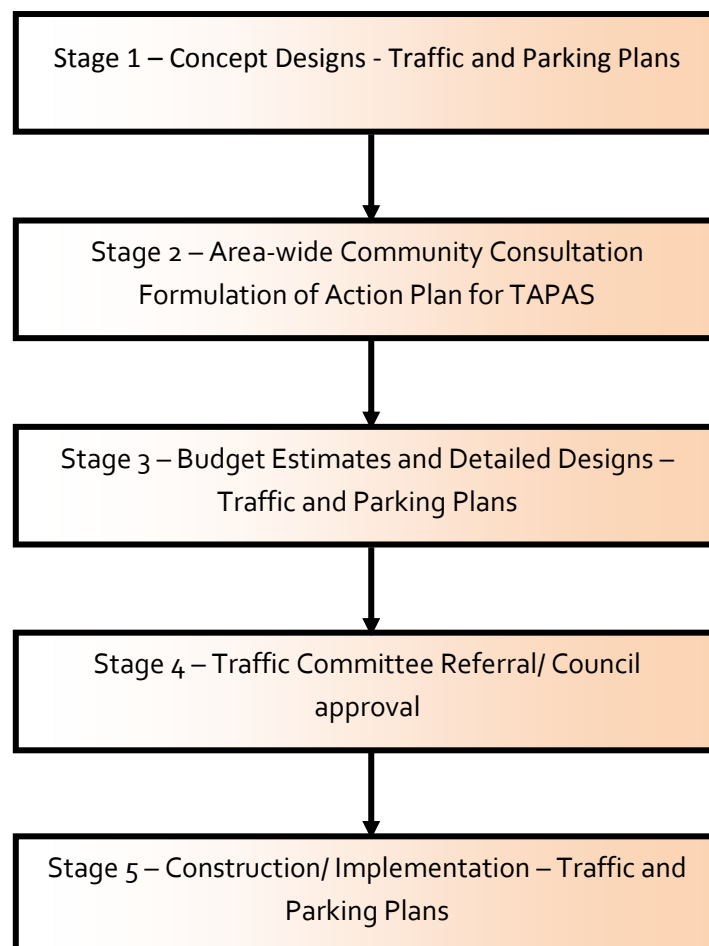 Stage 1 – Concept Designs - Traffic and Parking Plans
Stage 2 – Area-wide Community Consultation
Formulation of Action Plan for TAPAS
Stage 3 – Budget Estimates and Detailed Designs –
Traffic and Parking Plans
Stage 4 – Traffic Committee Referral/ Council
approval
Stage 5 – Construction/ Implementation – Traffic and
Parking Plans